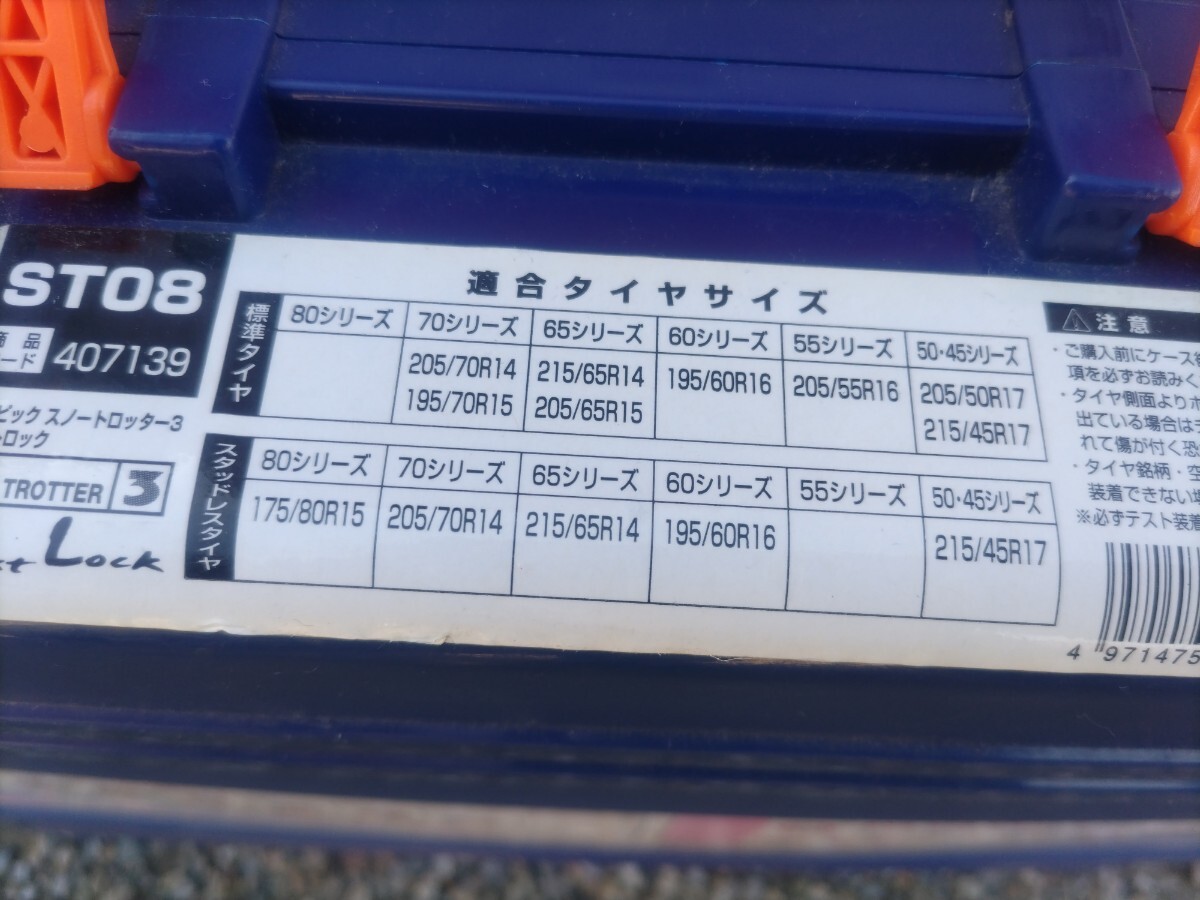 ST08
商品
ード 407139
ビック スノートロッター3
ロック
TROTTER 3
Lock
適合タイヤサイズ
標準タイヤ
80シリーズ 70シリーズ 65シリーズ 60シリーズ 55シリーズ 50・45シリーズ
205/70R14 215/65R14 195/60R16 205/55R16 205/50R17
195/70R15 205/65R15 215/45R17
スタッドレスタイヤ
80シリーズ 70シリーズ 65シリーズ 60シリーズ 55シリーズ 50・45シリーズ
175/80R15 205/70R14 215/65R14 195/60R16 215/45R17
注意
・ご購入前にケース
項を必ずお読みく
・タイヤ側面より
出ている場合は
れて傷が付く恐
・タイヤ銘柄・空
装着できない
※必ずテスト装着
4 971475